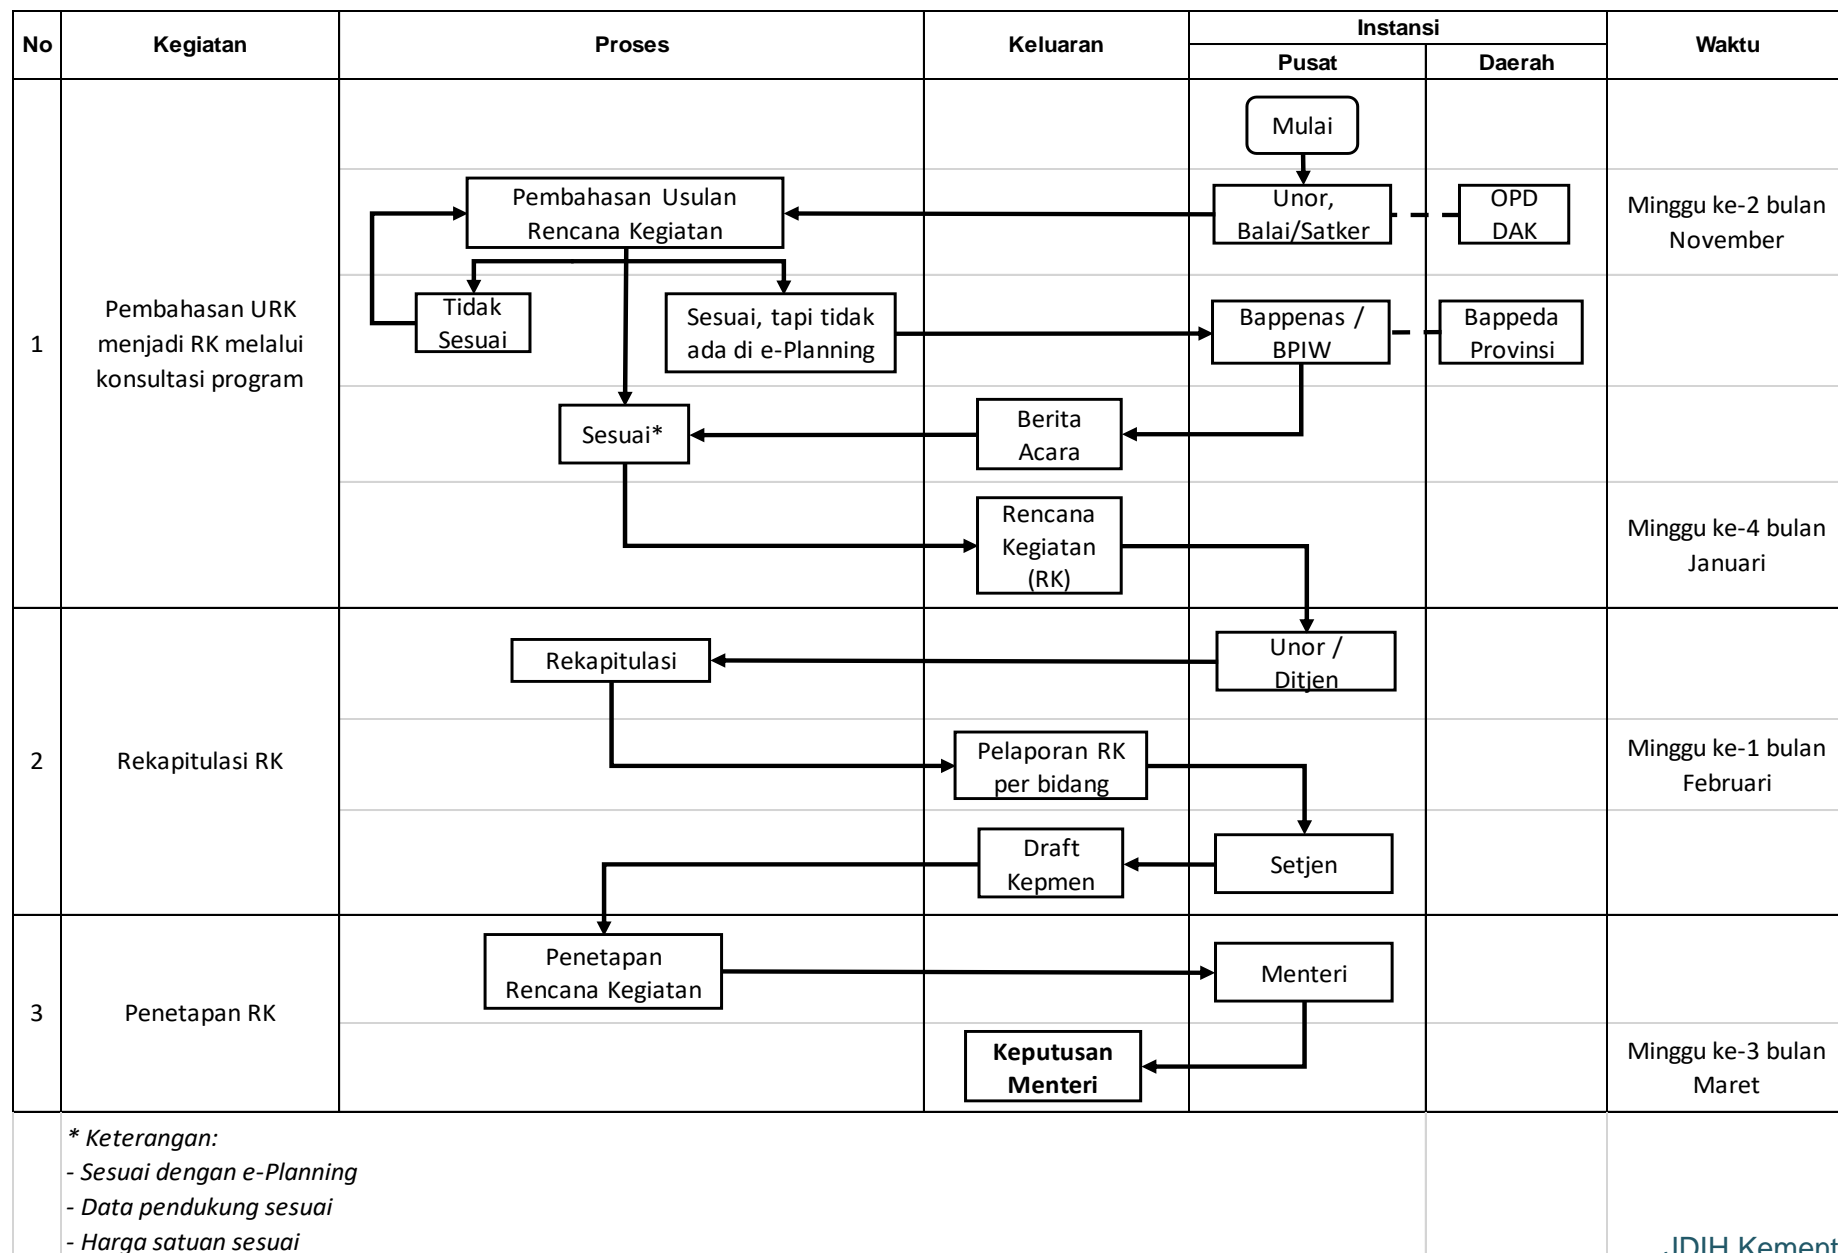 No
Kegiatan
Proses
Keluaran
Instansi
Waktu
Pusat
Daerah
Mulai
Pembahasan Usulan
Rencana Kegiatan
Unor,
Balai/Satker
OPD
DAK
Minggu ke-2 bulan
November
1
Pembahasan URK
menjadi RK melalui
konsultasi program
Tidak
Sesuai
Sesuai, tapi tidak
ada di e-Planning
Bappenas /
BPIW
Bappeda
Provinsi
Sesuai*
Berita
Acara
Rencana
Kegiatan
(RK)
Minggu ke-4 bulan
Januari
Rekapitulasi
Unor /
Ditjen
2
Rekapitulasi RK
Pelaporan RK
per bidang
Minggu ke-1 bulan
Februari
Draft
Kepmen
Setjen
3
Penetapan RK
Penetapan
Rencana Kegiatan
Menteri
Keputusan
Menteri
Minggu ke-3 bulan
Maret
* Keterangan:
- Sesuai dengan e-Planning
- Data pendukung sesuai
- Harga satuan sesuai
JDIH Kement